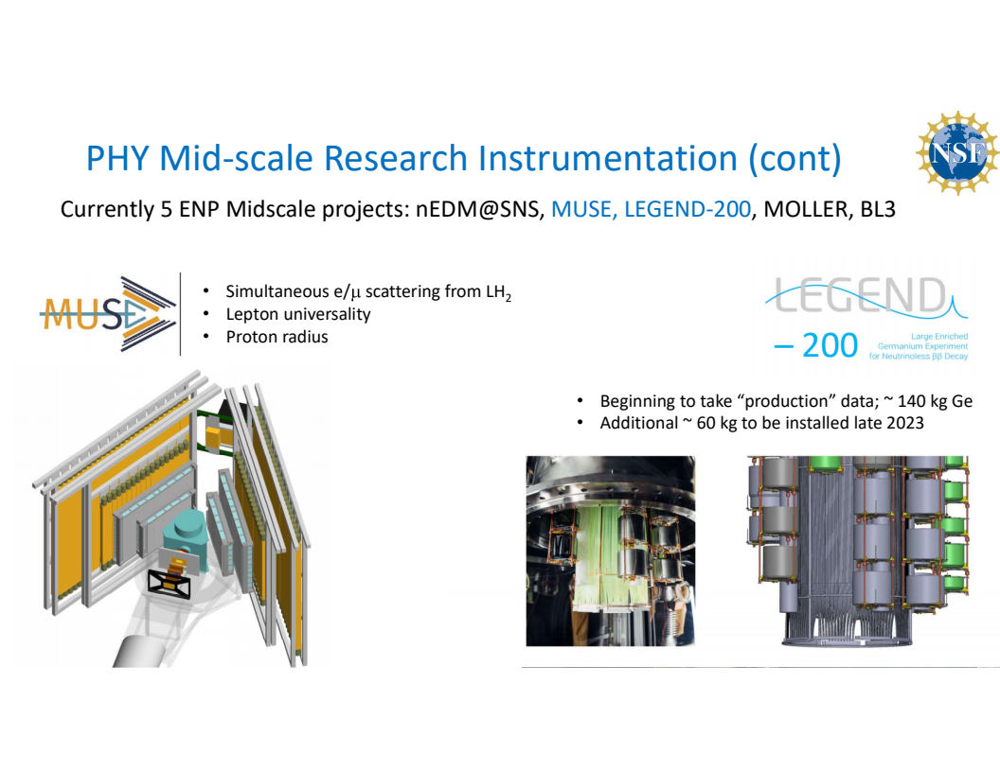 PHY Mid-scale Research Instrumentation (cont)
NSF
Currently 5 ENP Midscale projects: nEDM@SNS, MUSE, LEGEND-200, MOLLER, BL3
MUSE
• Simultaneous e/μ scattering from LH₂
• Lepton universality
• Proton radius
LEGEND
– 200
Large Enriched
Germanium Experiment
for Neutrinoless ββ Decay
• Beginning to take “production” data; ~ 140 kg Ge
• Additional ~ 60 kg to be installed late 2023